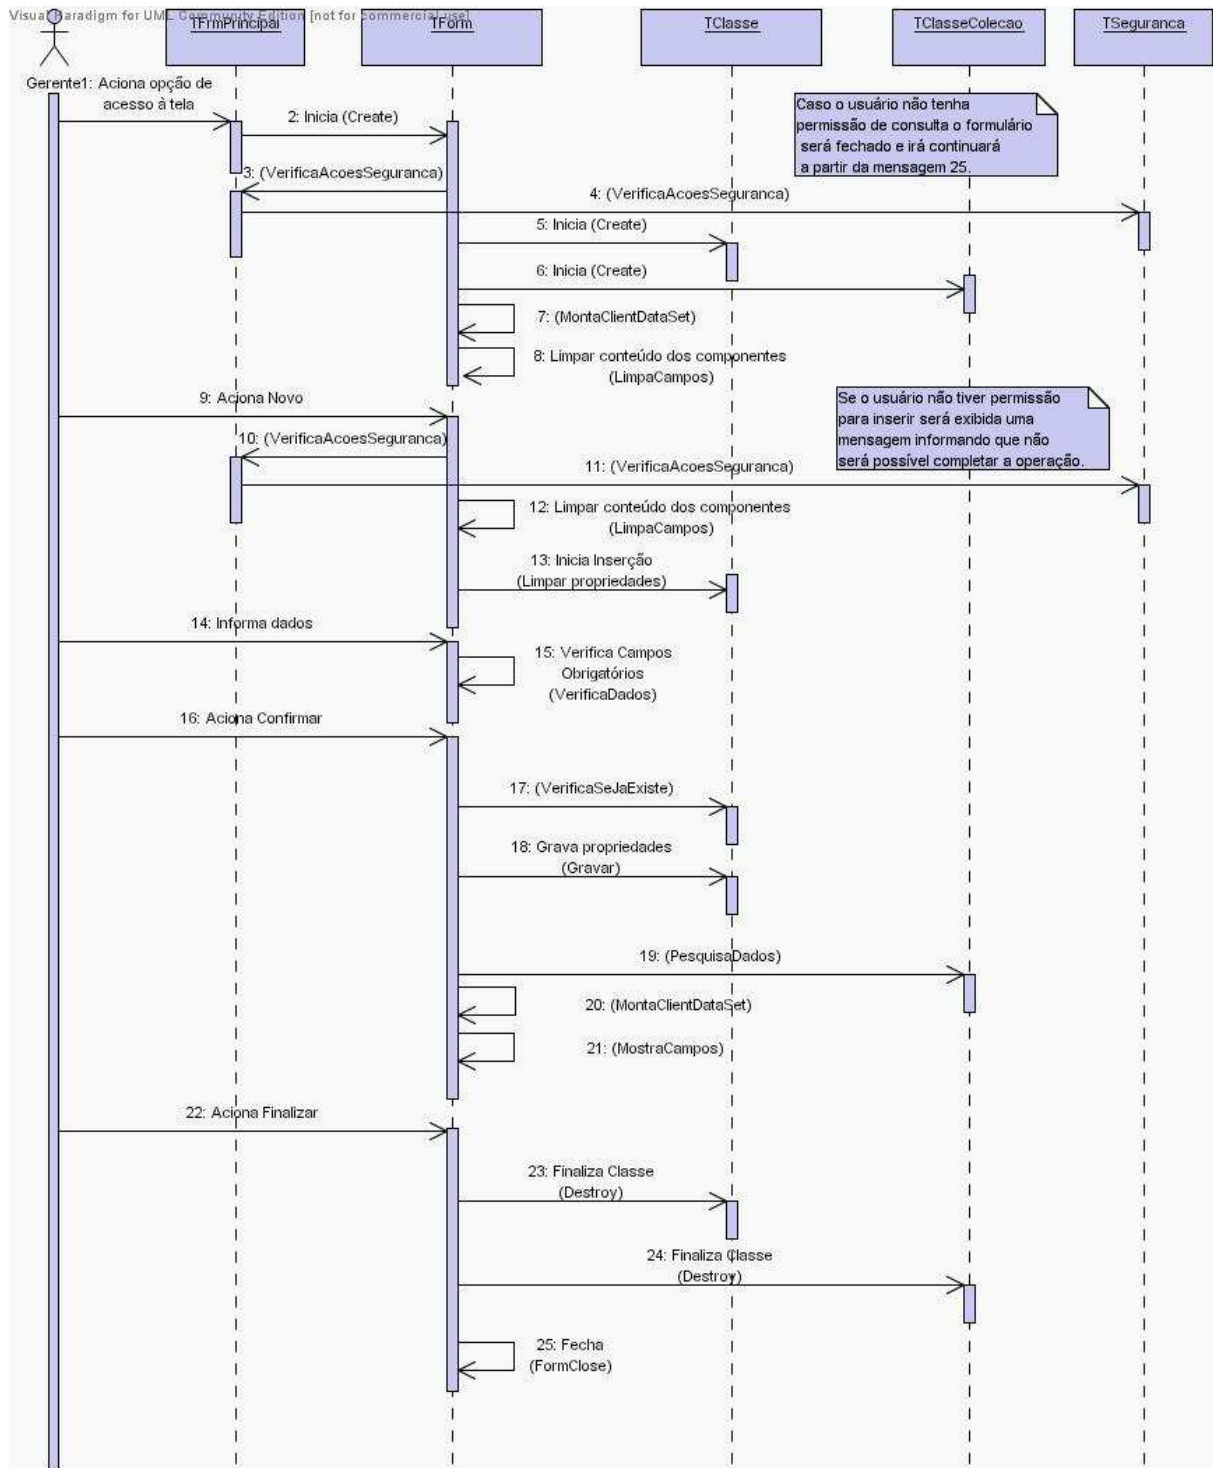 Visual Paradigm for UML Community Edition [not for commercial use]
TFrmPrincipal
TForm
TClasse
TClasseColecao
TSeguranca
Gerente1: Aciona opção de
acesso à tela
Caso o usuário não tenha
permissão de consulta o formulário
será fechado e irá continuará
a partir da mensagem 25.
2: Inicia (Create)
3: (VerificaAcoesSeguranca)
4: (VerificaAcoesSeguranca)
5: Inicia (Create)
6: Inicia (Create)
7: (MontaClientDataSet)
8: Limpar conteúdo dos componentes
(LimpaCampos)
9: Aciona Novo
Se o usuário não tiver permissão
para inserir será exibida uma
mensagem informando que não
será possível completar a operação.
10: (VerificaAcoesSeguranca)
11: (VerificaAcoesSeguranca)
12: Limpar conteúdo dos componentes
(LimpaCampos)
13: Inicia Inserção
(Limpar propriedades)
14: Informa dados
15: Verifica Campos
Obrigatórios
(VerificaDados)
16: Aciona Confirmar
17: (VerificaSeJaExiste)
18: Grava propriedades
(Gravar)
19: (PesquisaDados)
20: (MontaClientDataSet)
21: (MostraCampos)
22: Aciona Finalizar
23: Finaliza Classe
(Destroy)
24: Finaliza Classe
(Destroy)
25: Fecha
(FormClose)